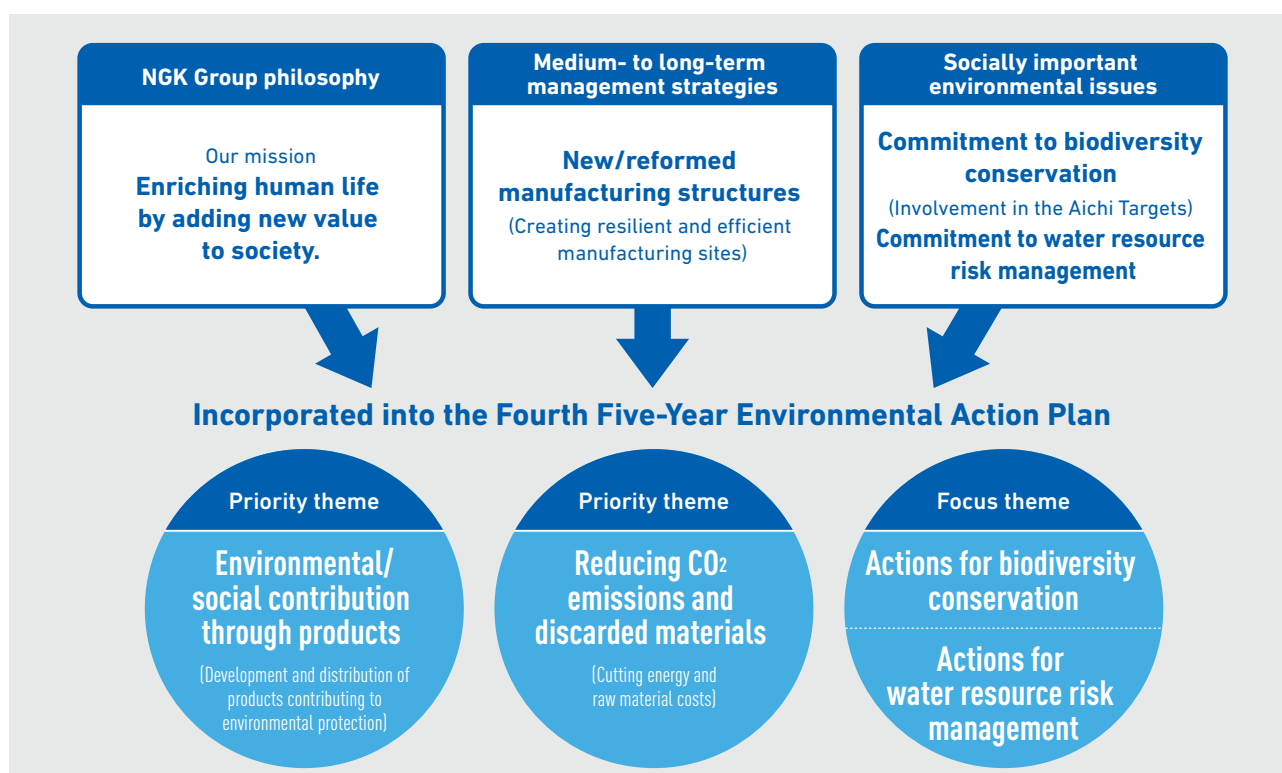 NGK Group philosophy
Our mission
Enriching human life
by adding new value
to society.
Medium- to long-term
management strategies
New/reformed
manufacturing structures
(Creating resilient and efficient
manufacturing sites)
Socially important
environmental issues
Commitment to biodiversity
conservation
(Involvement in the Aichi Targets)
Commitment to water resource
risk management
Incorporated into the Fourth Five-Year Environmental Action Plan
Priority theme
Environmental/
social contribution
through products
(Development and distribution of
products contributing to
environmental protection)
Priority theme
Reducing CO2
emissions and
discarded materials
(Cutting energy and
raw material costs)
Focus theme
Actions for biodiversity
conservation
Actions for
water resource risk
management